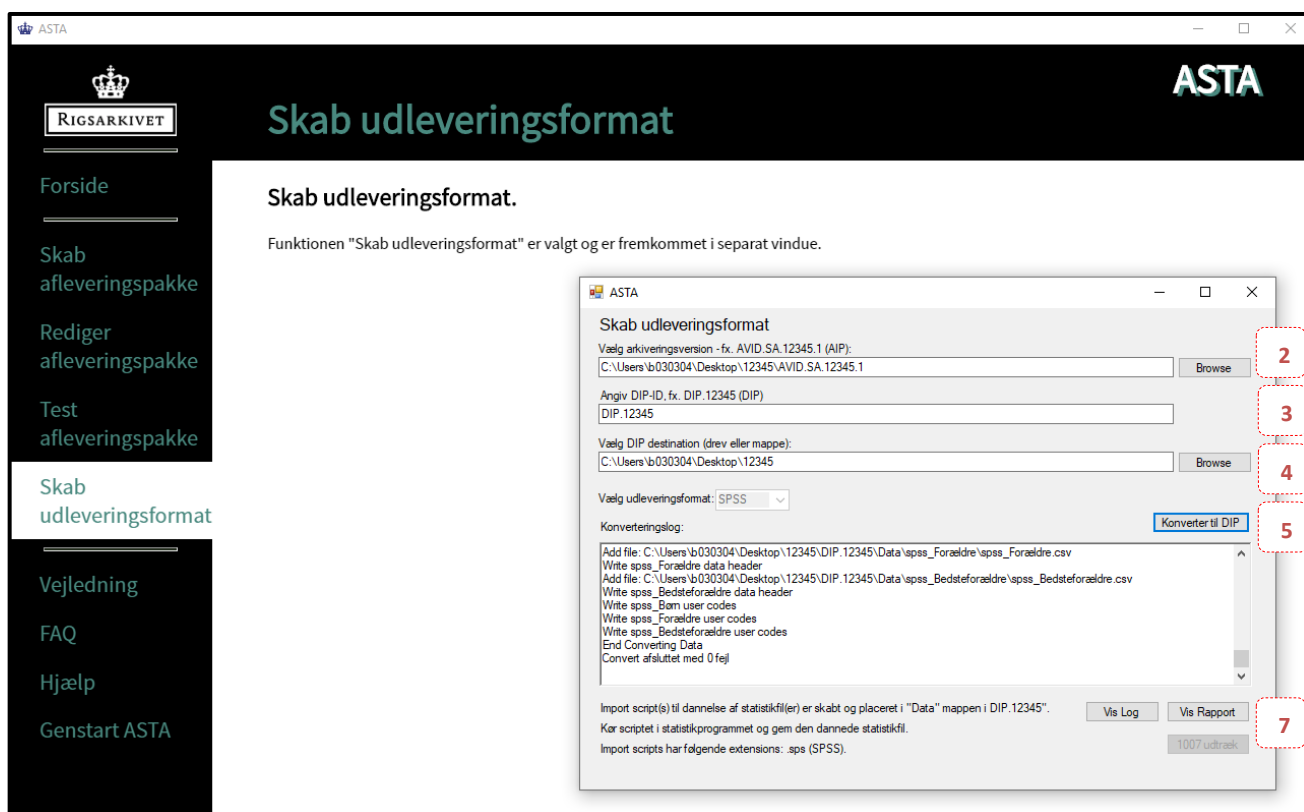 ASTA
RIGSARKIVET
ASTA
Skab udleveringsformat
Forside
Skab
afleveringspakke
Rediger
afleveringspakke
Test
afleveringspakke
Skab
udleveringsformat
Vejledning
FAQ
Hjælp
Genstart ASTA
Skab udleveringsformat.
Funktionen "Skab udleveringsformat" er valgt og er fremkommet i separat vindue.
ASTA
Skab udleveringsformat
Vælg arkiveringsversion - fx. AVID.SA.12345.1 (AIP):
C:\Users\b030304\Desktop\12345\AVID.SA.12345.1
Browse
2
Angiv DIP-ID, fx. DIP.12345 (DIP)
DIP.12345
3
Vælg DIP destination (drev eller mappe):
C:\Users\b030304\Desktop\12345
Browse
4
Vælg udleveringsformat: SPSS
Konverteringslog:
Konverter til DIP
5
Add file: C:\Users\b030304\Desktop\12345\DIP.12345\Data\spss_Forældre\spss_Forældre.csv
Write spss_Forældre data header
Add file: C:\Users\b030304\Desktop\12345\DIP.12345\Data\spss_Bedsteforældre\spss_Bedsteforældre.csv
Write spss_Bedsteforældre data header
Write spss_Børn user codes
Write spss_Forældre user codes
Write spss_Bedsteforældre user codes
End Converting Data
Convert afsluttet med 0 fejl
Import script(s) til dannelse af statistikfil(er) er skabt og placeret i "Data" mappen i DIP.12345".
Kør scriptet i statistikprogrammet og gem den dannede statistikfil.
Import scripts har følgende extensions: .sps (SPSS).
Vis Log
Vis Rapport
7
1007 udtræk